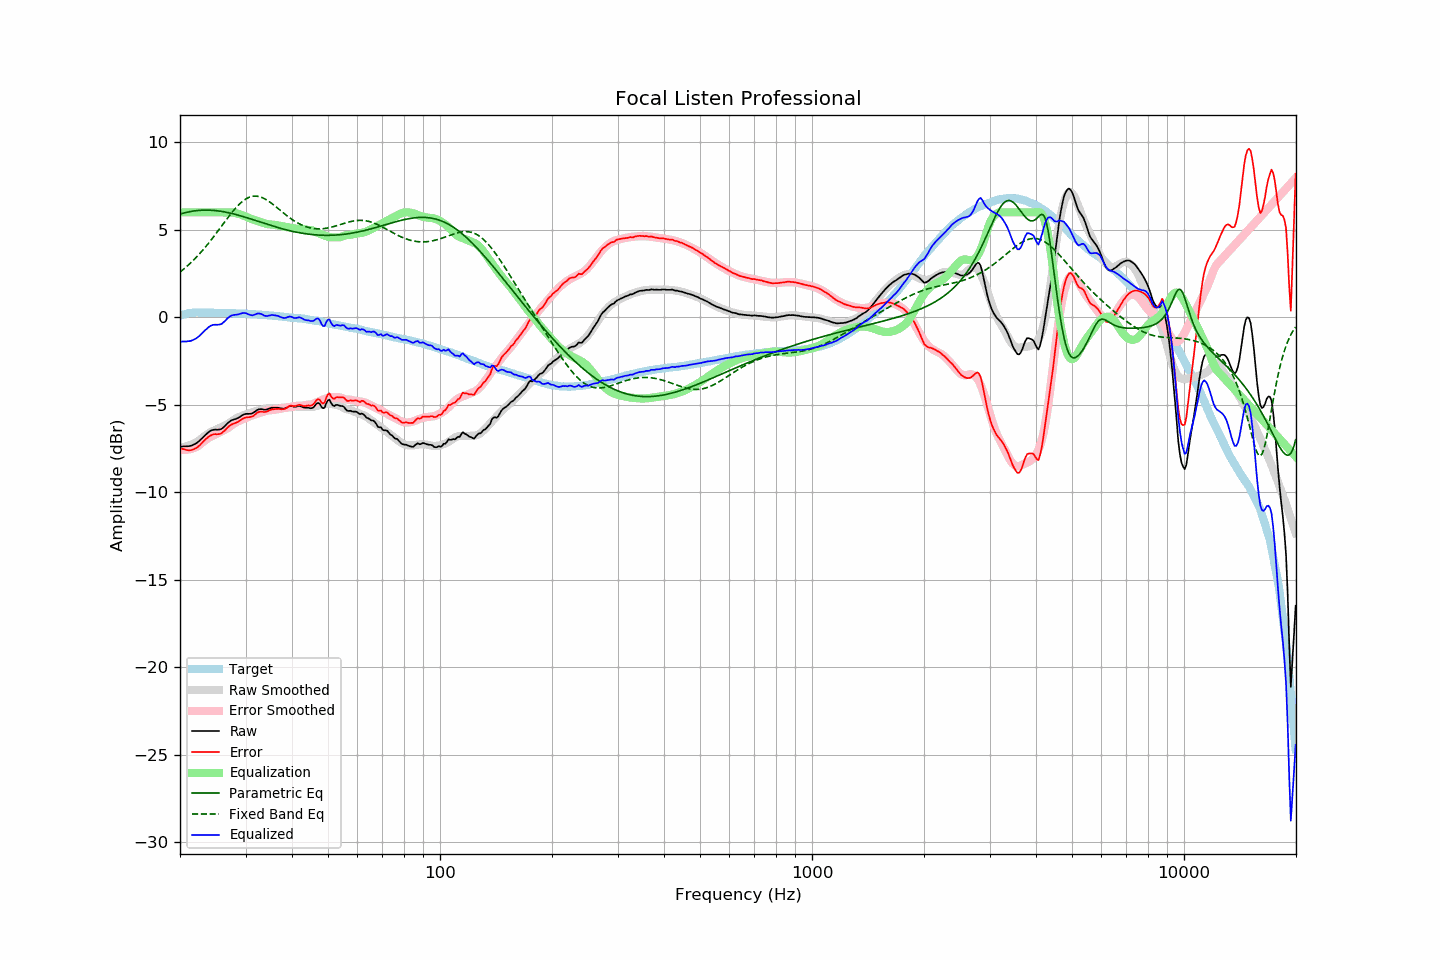 Focal Listen Professional
Amplitude (dBr)
10
5
0
−5
−10
−15
−20
−25
−30
Target
Raw Smoothed
Error Smoothed
Raw
Error
Equalization
Parametric Eq
Fixed Band Eq
Equalized
100
1000
10000
Frequency (Hz)